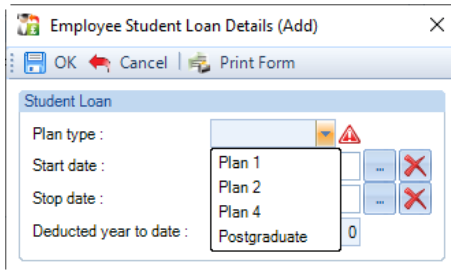 Employee Student Loan Details (Add)
OK Cancel Print Form
Student Loan
Plan type :
Plan 1
Start date : ...
Plan 2
Stop date : ...
Plan 4
Deducted year to date : 0
Postgraduate